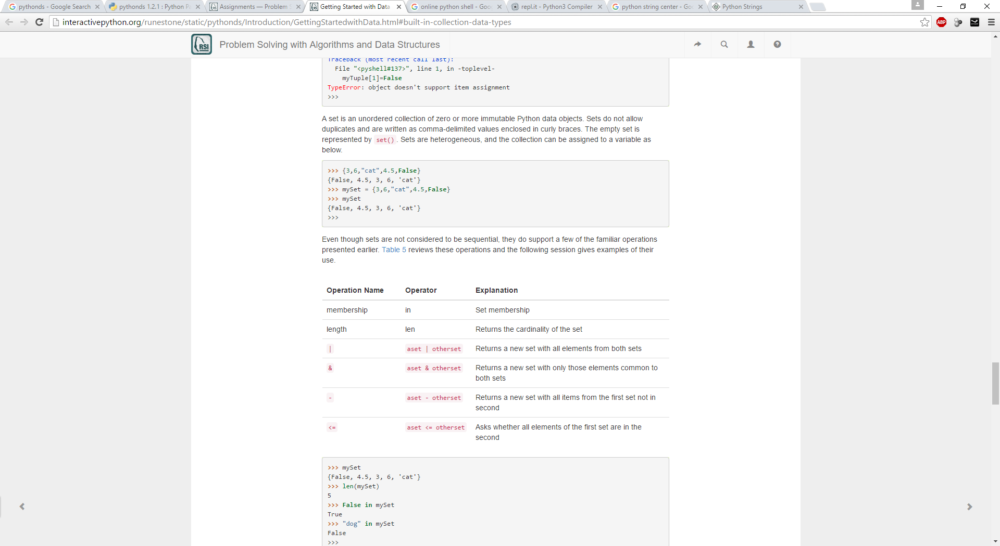 pythonds - Google Search
pythonds 1.2.1 : Python P
Assignments — Problem S
Getting Started with Data
online python shell - Goo
repl.it - Python3 Compiler
python string center - Go
Python Strings
interactivepython.org/runestone/static/pythonds/Introduction/GettingStartedwithData.html#built-in-collection-data-types
ABP
RSI
Problem Solving with Algorithms and Data Structures
Traceback (most recent call last):
File "<pyshell#137>", line 1, in -toplevel-
myTuple[1]=False
TypeError: object doesn't support item assignment
>>>
A set is an unordered collection of zero or more immutable Python data objects. Sets do not allow
duplicates and are written as comma-delimited values enclosed in curly braces. The empty set is
represented by set() . Sets are heterogeneous, and the collection can be assigned to a variable as
below.
>>> {3,6,"cat",4.5,False}
{False, 4.5, 3, 6, 'cat'}
>>> mySet = {3,6,"cat",4.5,False}
>>> mySet
{False, 4.5, 3, 6, 'cat'}
>>>
Even though sets are not considered to be sequential, they do support a few of the familiar operations
presented earlier. Table 5 reviews these operations and the following session gives examples of their
use.
Operation Name Operator Explanation
membership in Set membership
length len Returns the cardinality of the set
| aset | otherset Returns a new set with all elements from both sets
& aset & otherset Returns a new set with only those elements common to
both sets
- aset - otherset Returns a new set with all items from the first set not in
second
<= aset <= otherset Asks whether all elements of the first set are in the
second
>>> mySet
{False, 4.5, 3, 6, 'cat'}
>>> len(mySet)
5
>>> False in mySet
True
>>> "dog" in mySet
False
>>>